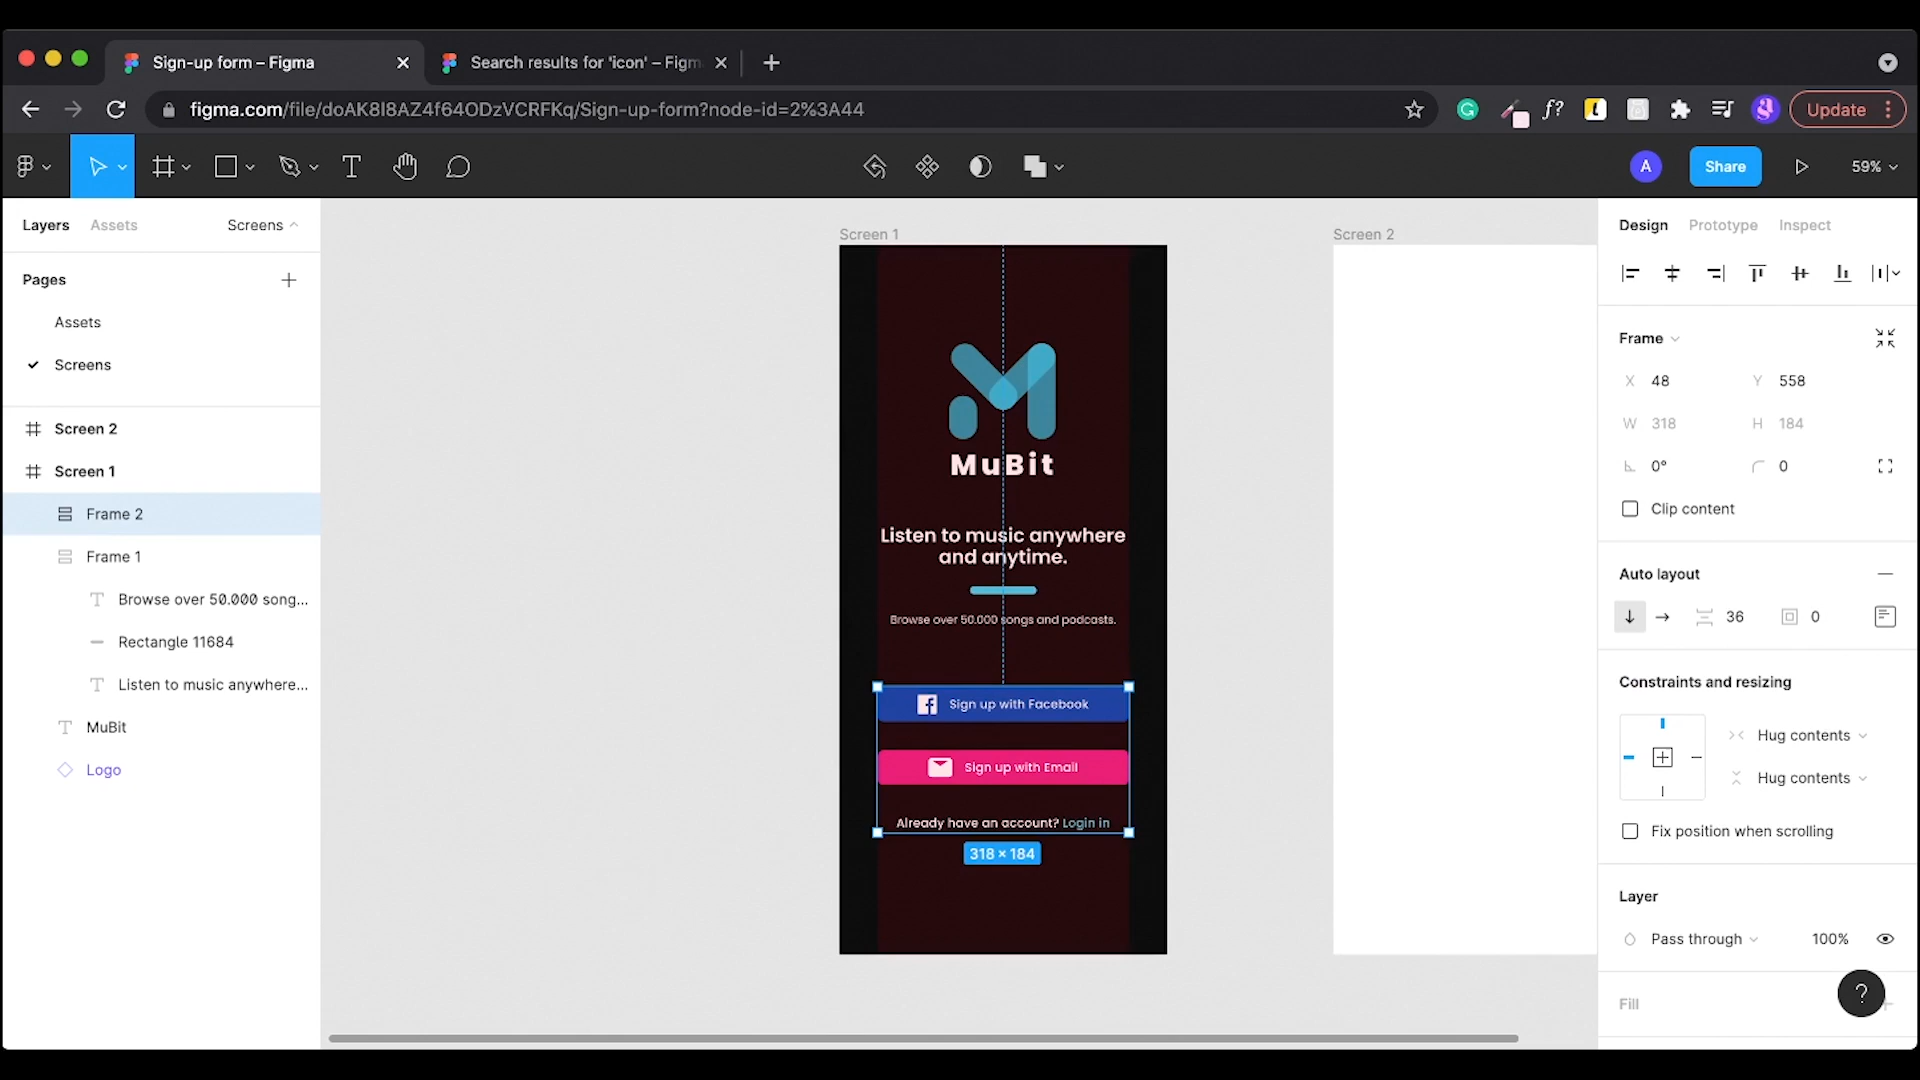 Sign-up form – Figma
Search results for 'icon' – Figm
figma.com/file/doAK8I8AZ4f64ODzVCRFKq/Sign-up-form?node-id=2%3A44
Update
A
Share
59%
Layers
Assets
Screens
Pages
Assets
Screens
Screen 2
Screen 1
Frame 2
Frame 1
Browse over 50.000 song...
Rectangle 11684
Listen to music anywhere...
MuBit
Logo
Screen 1
MuBit
Listen to music anywhere
and anytime.
Browse over 50.000 songs and podcasts.
Sign up with Facebook
Sign up with Email
Already have an account? Login in
318 × 184
Screen 2
Design
Prototype
Inspect
Frame
X 48
Y 558
W 318
H 184
0°
0
Clip content
Auto layout
36
0
Constraints and resizing
Hug contents
Hug contents
Fix position when scrolling
Layer
Pass through
100%
Fill
?